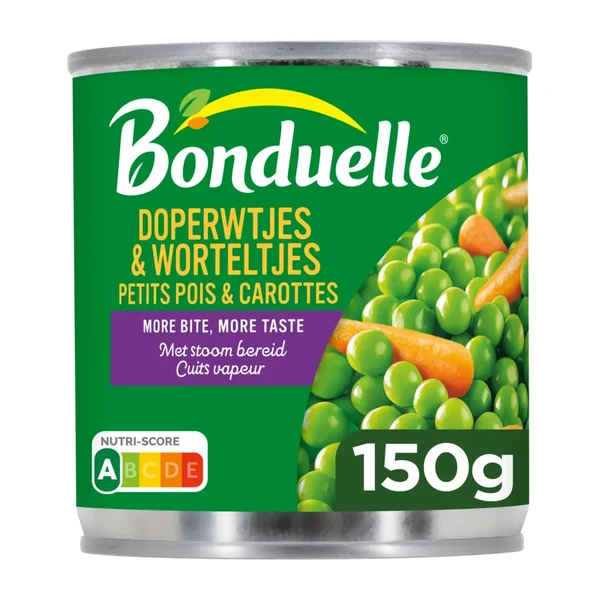 Bonduelle®
DOPERWTJES
& WORTELTJES
PETITS POIS & CAROTTES
MORE BITE, MORE TASTE
Met stoom bereid
Cuits vapeur
NUTRI-SCORE
A B C D E
150g